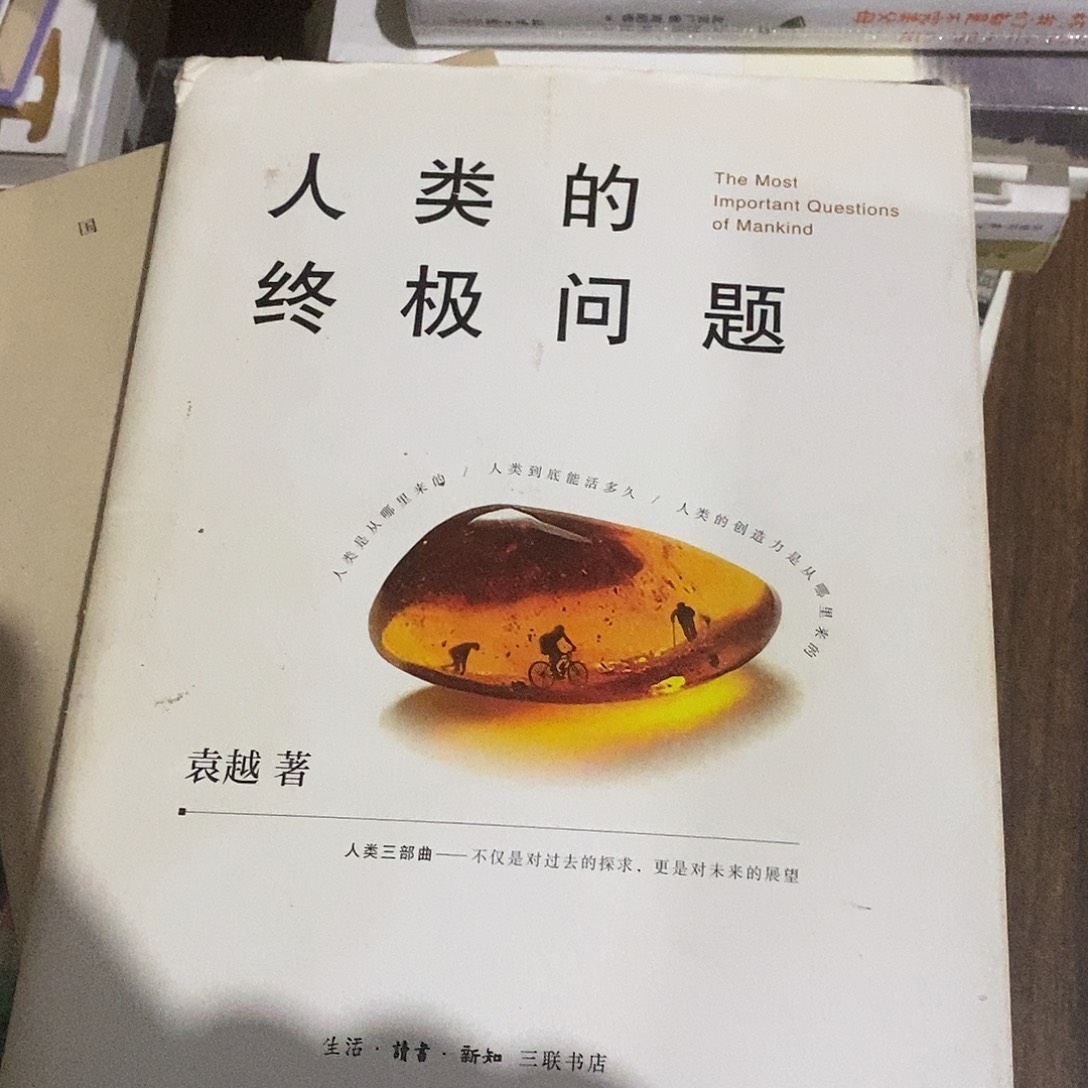 人类的
终极问题
The Most
Important Questions
of Mankind
国
人类是从哪里来的 / 人类到底能活多久 / 人类的创造力是从哪里来的
袁越 著
人类三部曲——不仅是对过去的探求，更是对未来的展望
生活·讀書·新知 三联书店